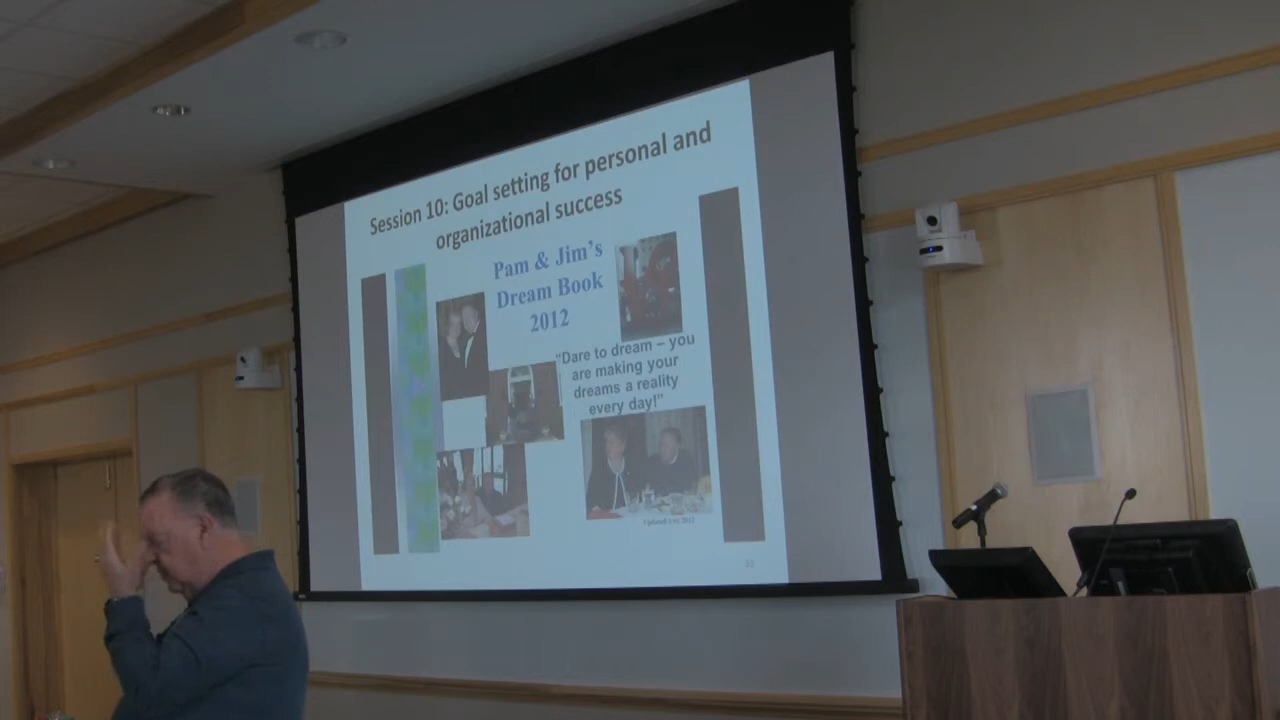 Session 10: Goal setting for personal and
organizational success
Pam & Jim's
Dream Book
2012
"Dare to dream – you
are making your
dreams a reality
every day!"
Updated